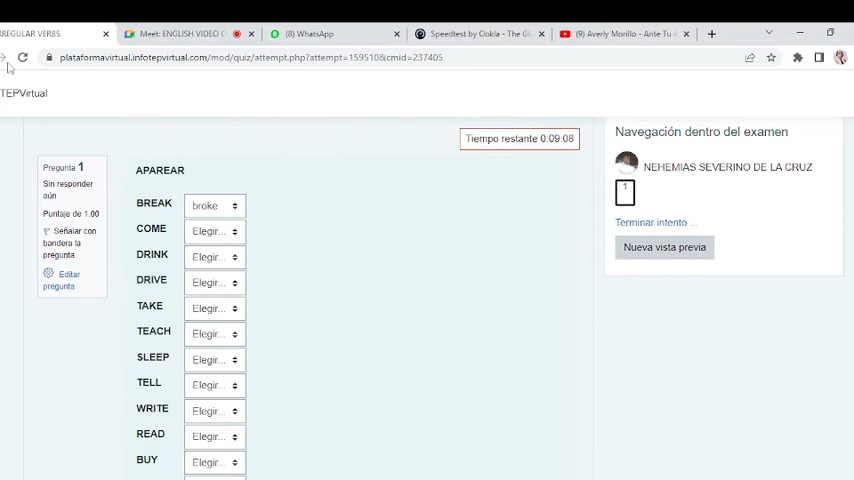 RREGULAR VERBS
Meet: ENGLISH VIDEO C
(8) WhatsApp
Speedtest by Ookla - The Gl
(8) Averly Morillo - Ante Tu A
plataformavirtual.infotepvirtual.com/mod/quiz/attempt.php?attempt=159510&cmid=237405
TEPVirtual
Tiempo restante 0:09:08
Pregunta 1
Sin responder
aún
Puntaje de 1.00
Señalar con
bandera la
pregunta
Editar
pregunta
APAREAR
BREAK broke
COME Elegir...
DRINK Elegir...
DRIVE Elegir...
TAKE Elegir...
TEACH Elegir...
SLEEP Elegir...
TELL Elegir...
WRITE Elegir...
READ Elegir...
BUY Elegir...
Navegación dentro del examen
NEHEMIAS SEVERINO DE LA CRUZ
1
Terminar intento ...
Nueva vista previa